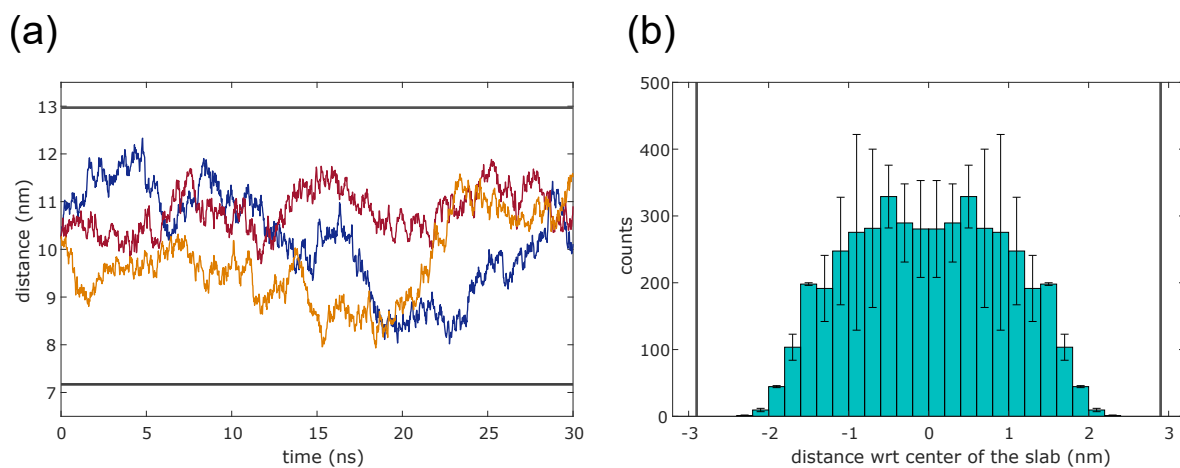 (a)
13
12
11
10
9
8
7
distance (nm)
0 5 10 15 20 25 30
time (ns)
(b)
500
400
300
200
100
0
counts
-3 -2 -1 0 1 2 3
distance wrt center of the slab (nm)